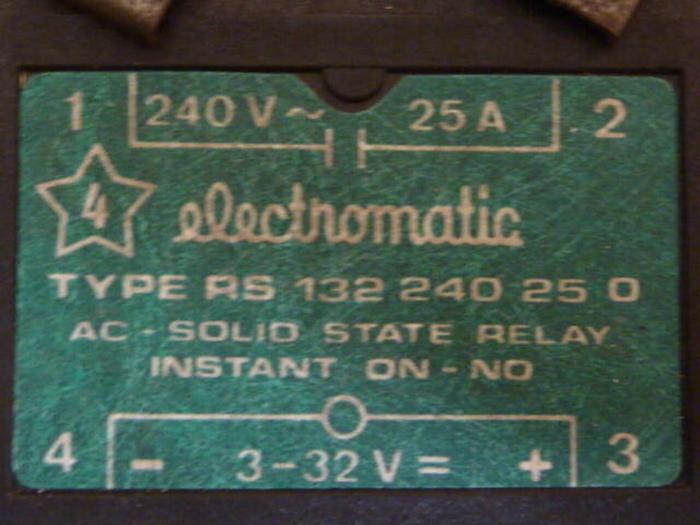 1 240 V ~ 25 A 2
4 electromatic
TYPE RS 132 240 25 0
AC - SOLID STATE RELAY
INSTANT ON - NO
4 - 3-32 V = + 3